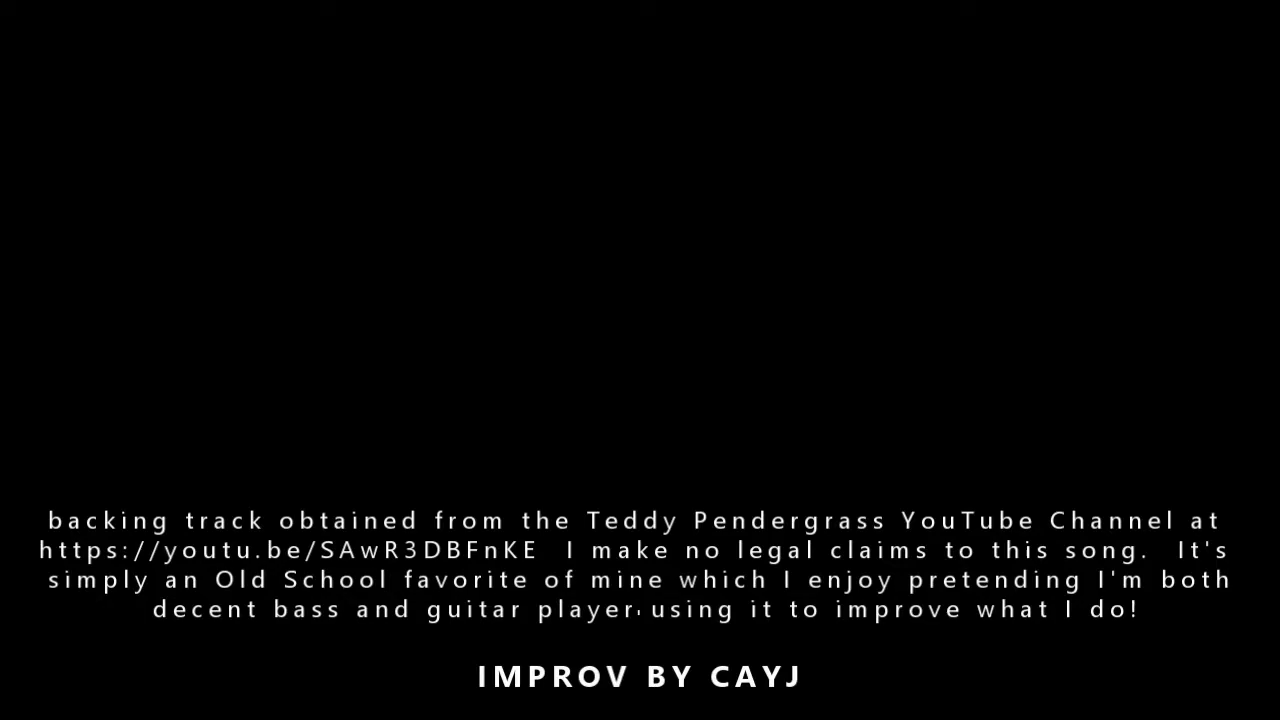 backing track obtained from the Teddy Pendergrass YouTube Channel at
https://youtu.be/SAwR3DBFnKE  I make no legal claims to this song.  It's
simply an Old School favorite of mine which I enjoy pretending I'm both
decent bass and guitar player, using it to improve what I do!
IMPROV BY CAYJ